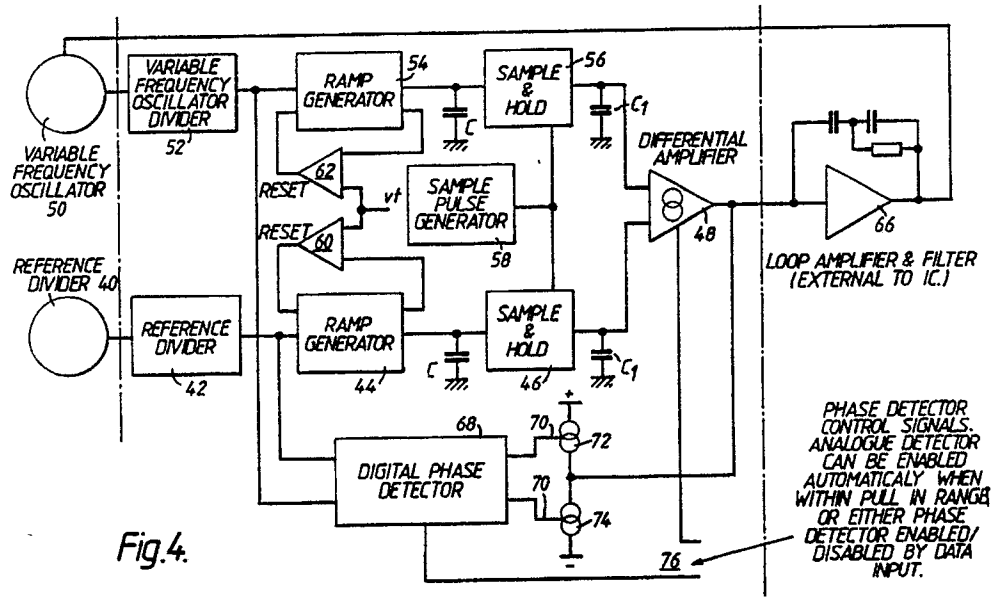 VARIABLE
FREQUENCY
OSCILLATOR
DIVIDER
52
VARIABLE
FREQUENCY
OSCILLATOR
50
RAMP
GENERATOR
54
C
SAMPLE
&
HOLD
56
C1
DIFFERENTIAL
AMPLIFIER
48
RESET
62
vt
RESET
60
SAMPLE
PULSE
GENERATOR
58
66
LOOP AMPLIFIER & FILTER
(EXTERNAL TO IC.)
REFERENCE
DIVIDER 40
REFERENCE
DIVIDER
42
RAMP
GENERATOR
44
C
SAMPLE
&
HOLD
46
C1
68
DIGITAL PHASE
DETECTOR
70
70
+
72
74
-
76
PHASE DETECTOR
CONTROL SIGNALS.
ANALOGUE DETECTOR
CAN BE ENABLED
AUTOMATICALY WHEN
WITHIN PULL IN RANGE,
OR EITHER PHASE
DETECTOR ENABLED/
DISABLED BY DATA
INPUT.
Fig.4.